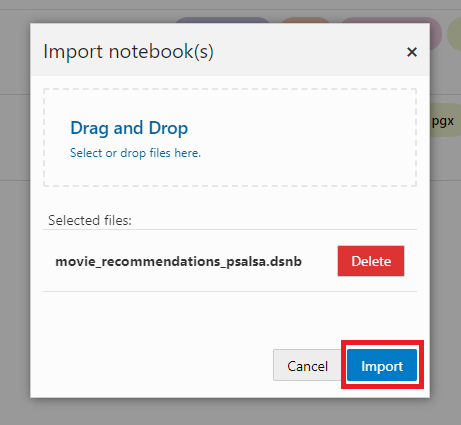 Import notebook(s)
×
Drag and Drop
Select or drop files here.
pgx
Selected files:
movie_recommendations_psalsa.dsnb
Delete
Cancel
Import